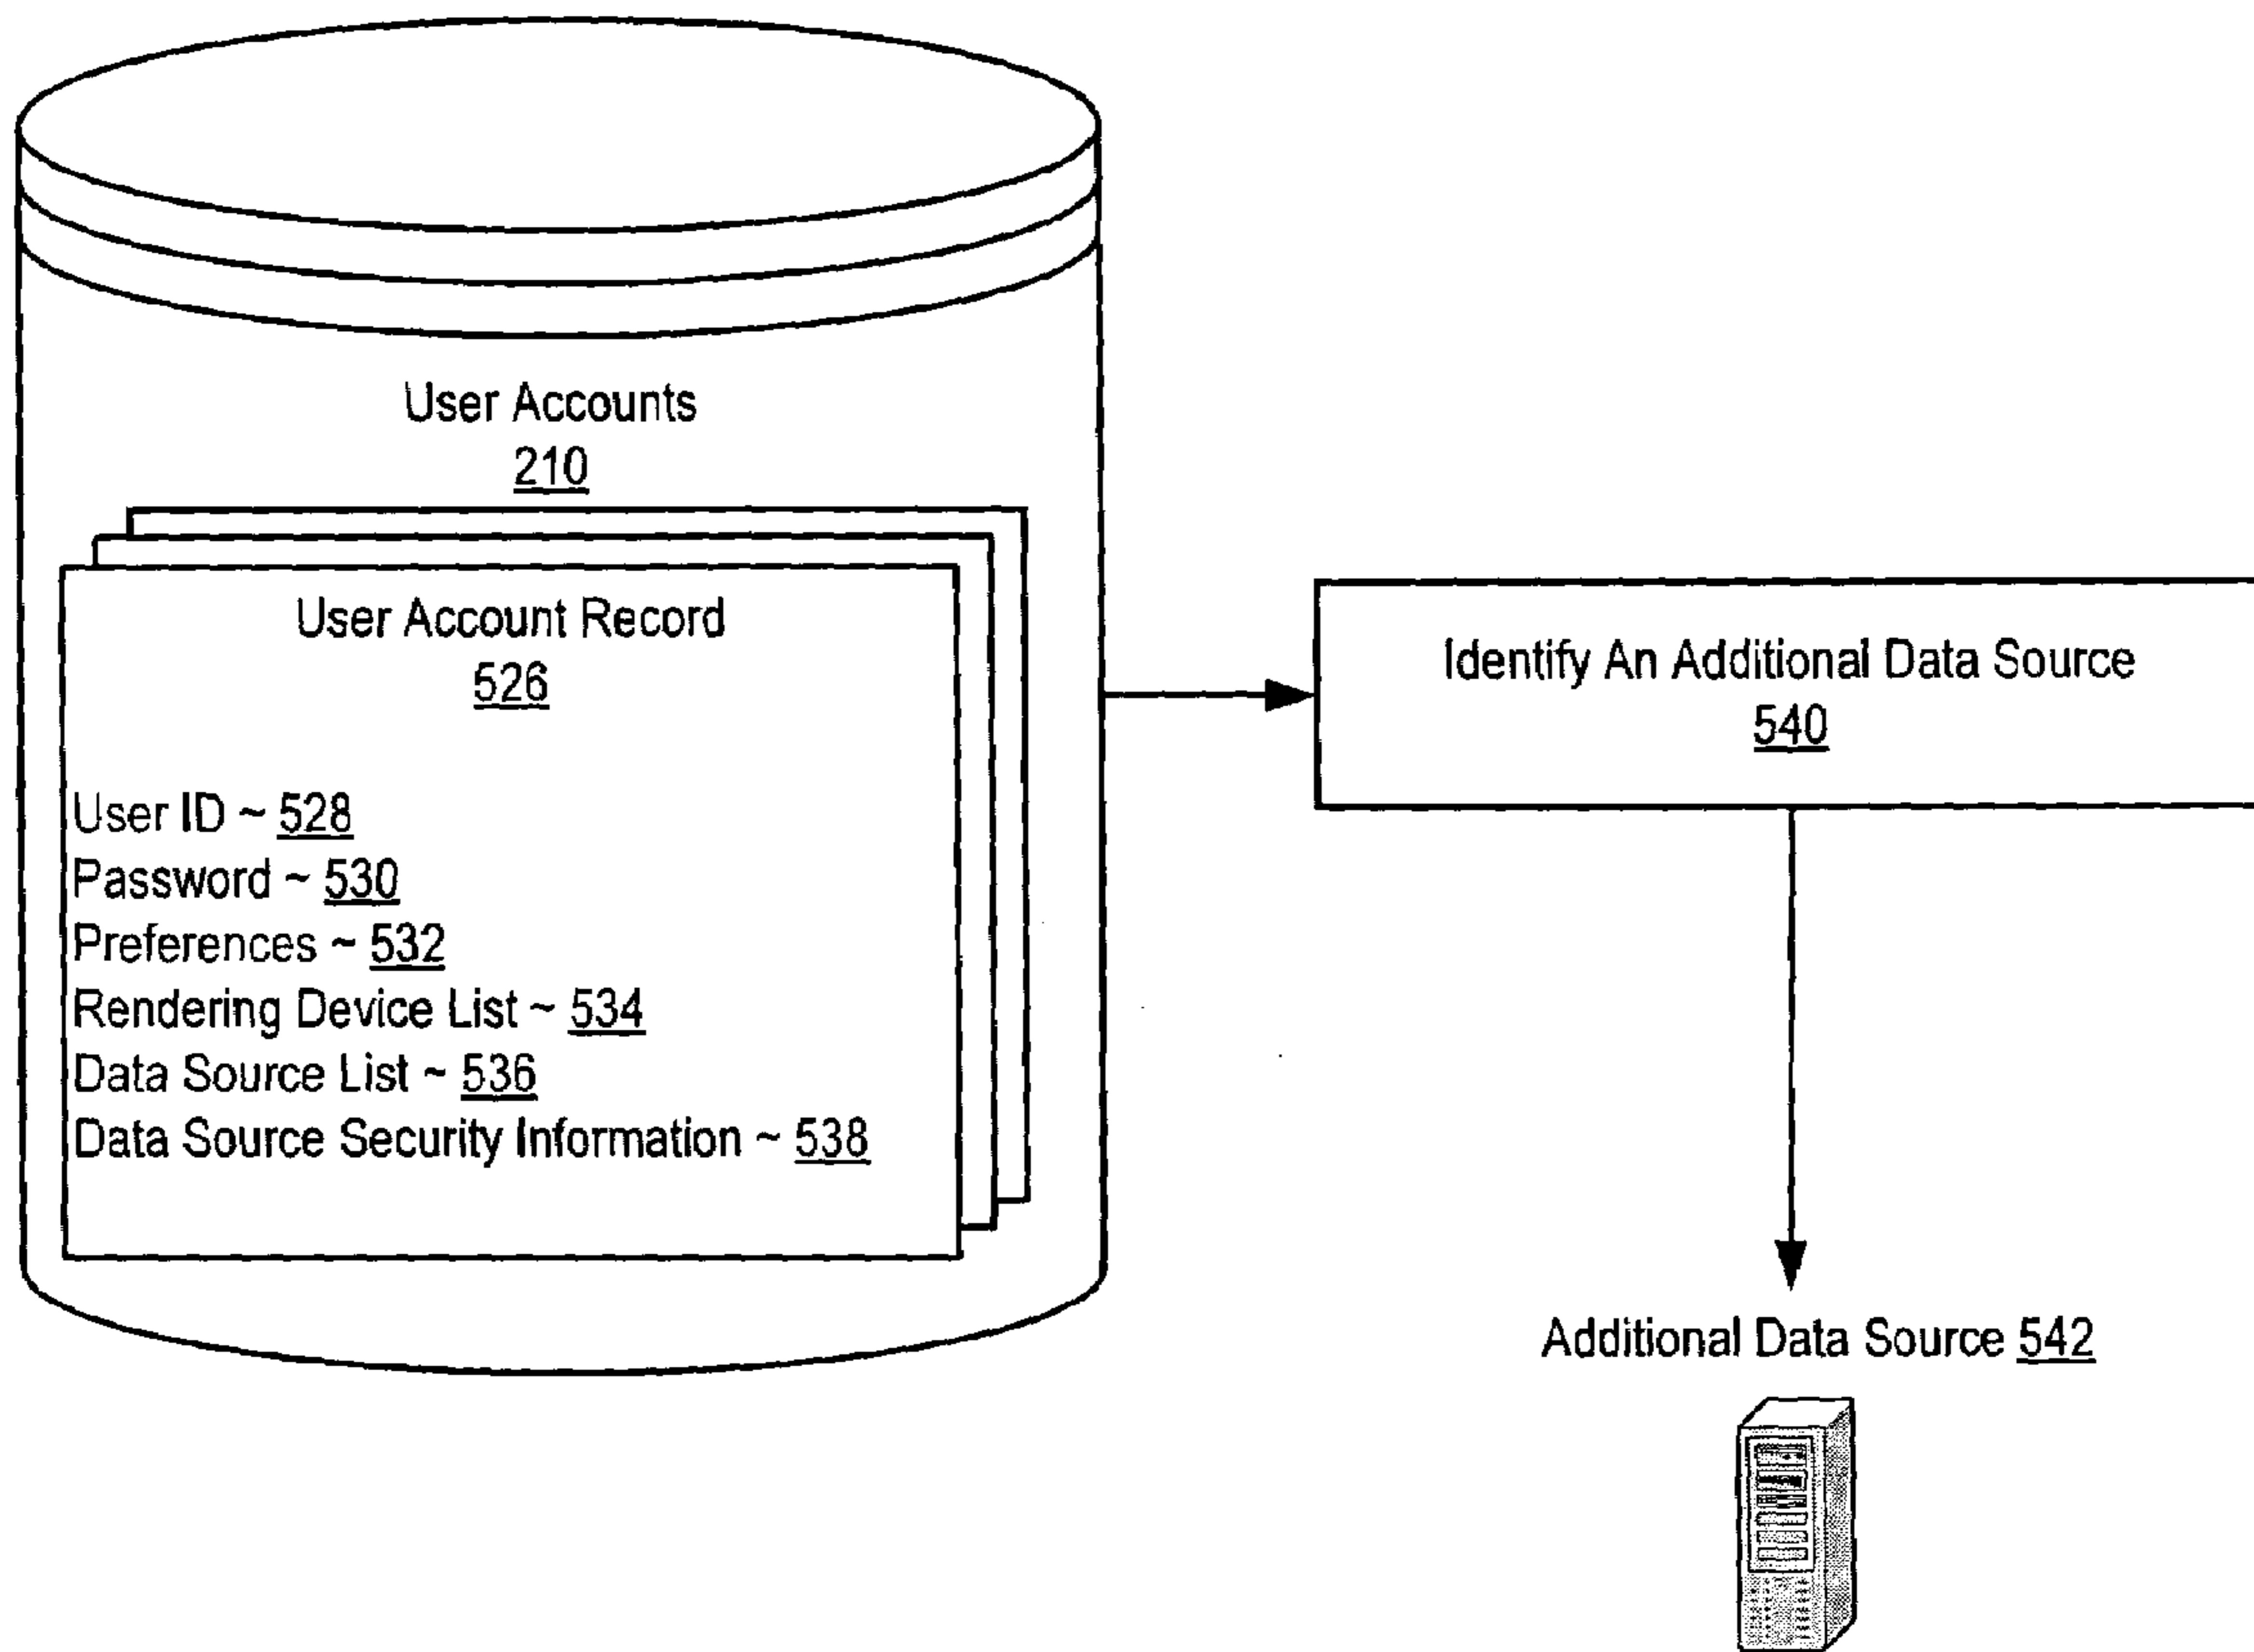 User Accounts
210
User Account Record
526
User ID ~ 528
Password ~ 530
Preferences ~ 532
Rendering Device List ~ 534
Data Source List ~ 536
Data Source Security Information ~ 538
Identify An Additional Data Source
540
Additional Data Source 542